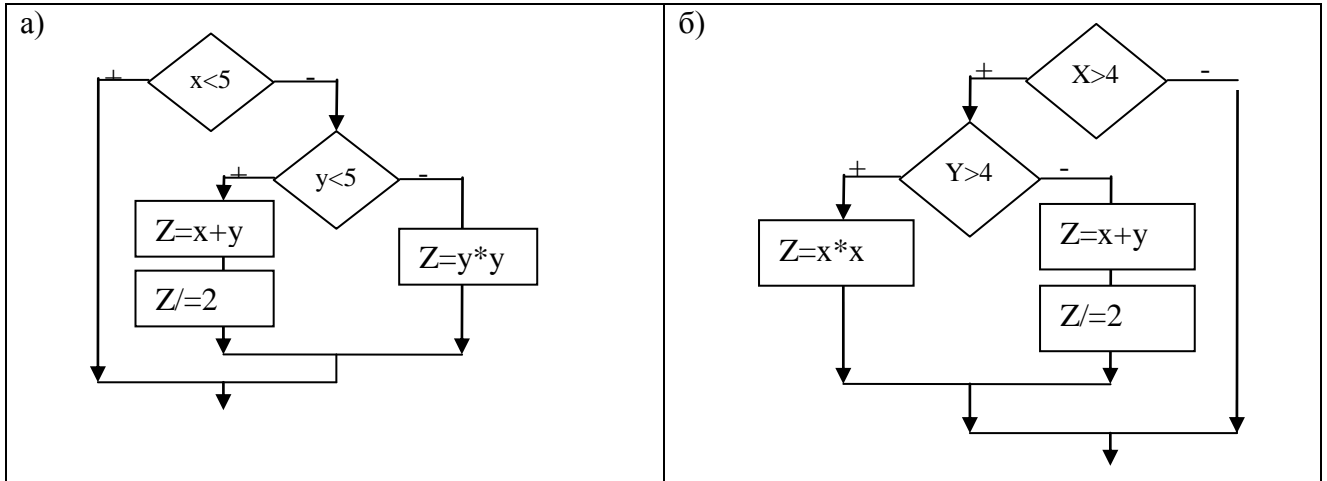 а)
x<5
+
-
y<5
+
-
Z=x+y
Z/=2
Z=y*y
б)
X>4
+
-
Y>4
+
-
Z=x*x
Z=x+y
Z/=2